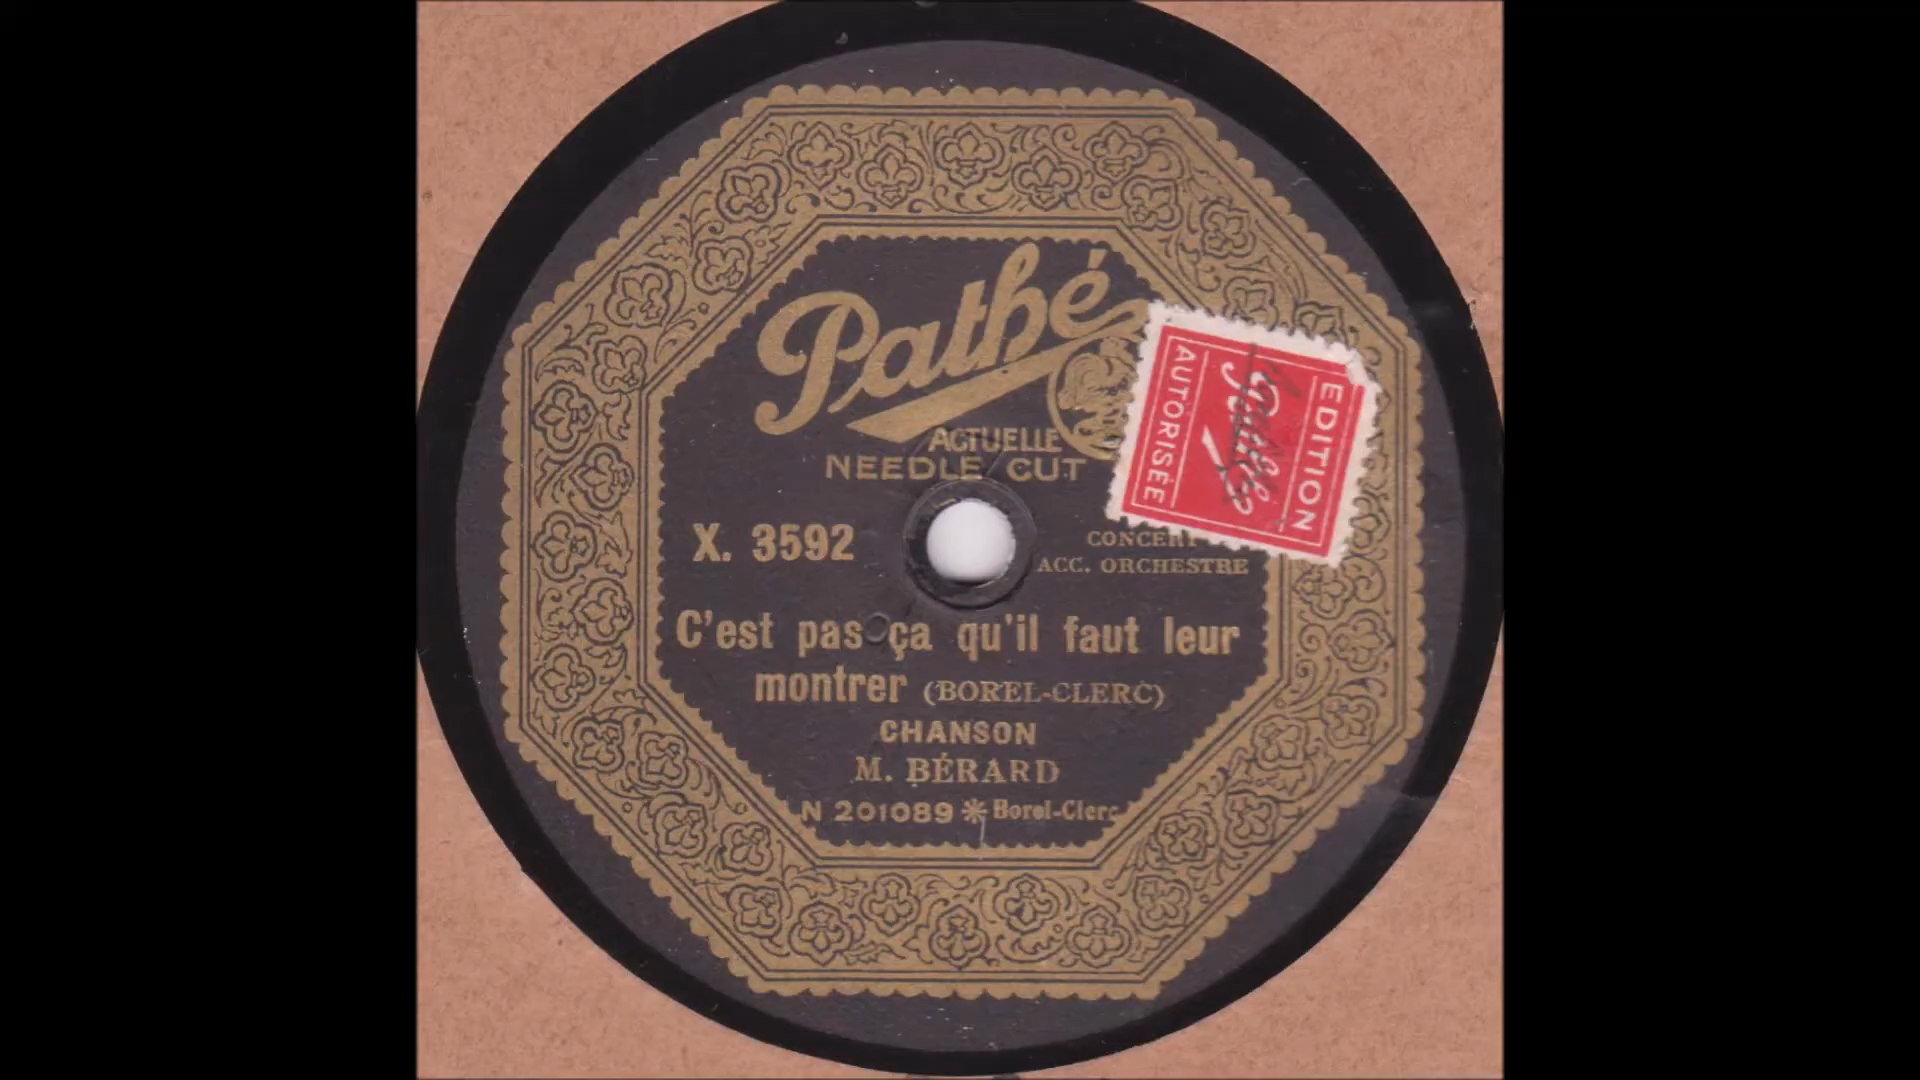 Pathé
ACTUELLE
NEEDLE CUT
EDITION
Pathé
AUTORISÉE
X. 3592
CONCERT
ACC. ORCHESTRE
C'est pas ça qu'il faut leur
montrer (BOREL-CLERC)
CHANSON
M. BÉRARD
N 201089 * Borel-Clerc